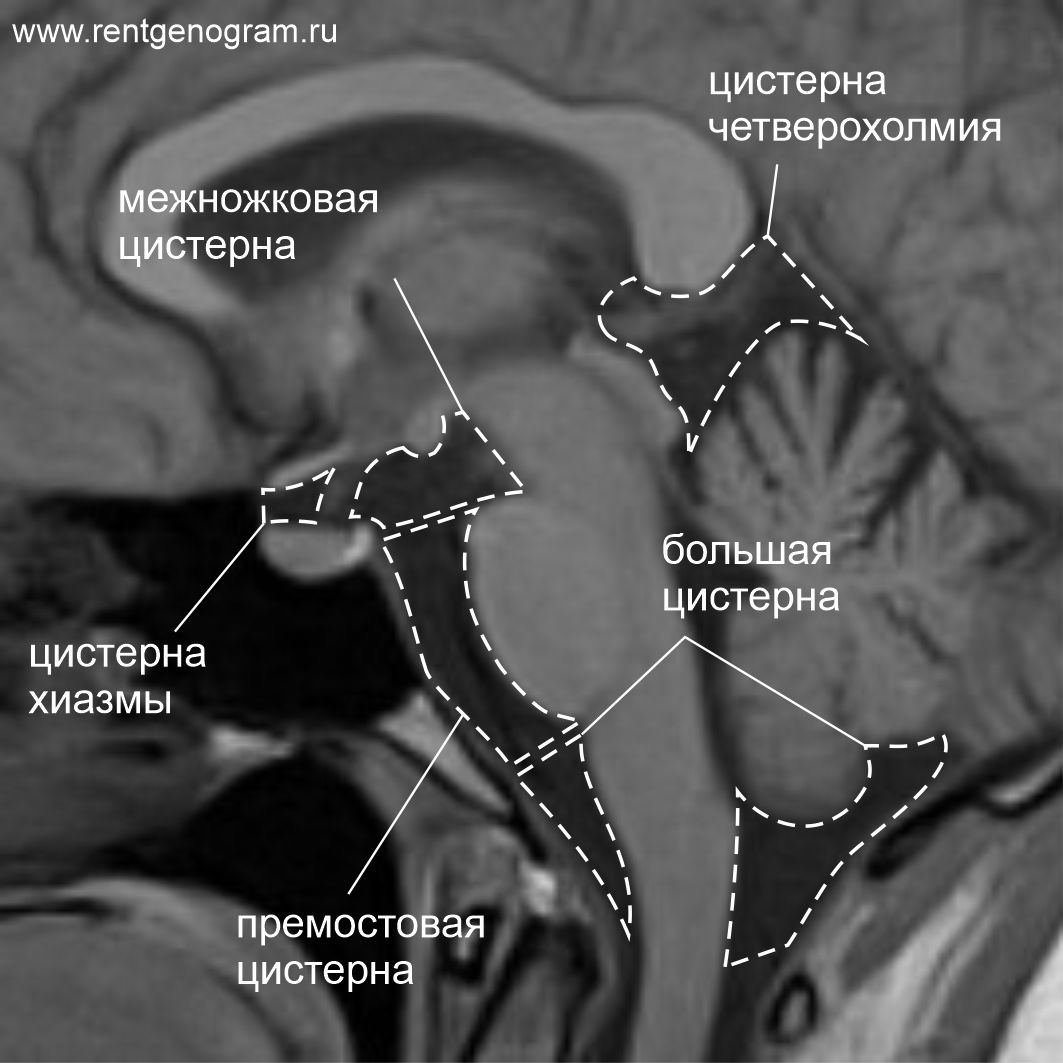 www.rentgenogram.ru
цистерна
четверохолмия
межножковая
цистерна
большая
цистерна
цистерна
хиазмы
премостовая
цистерна